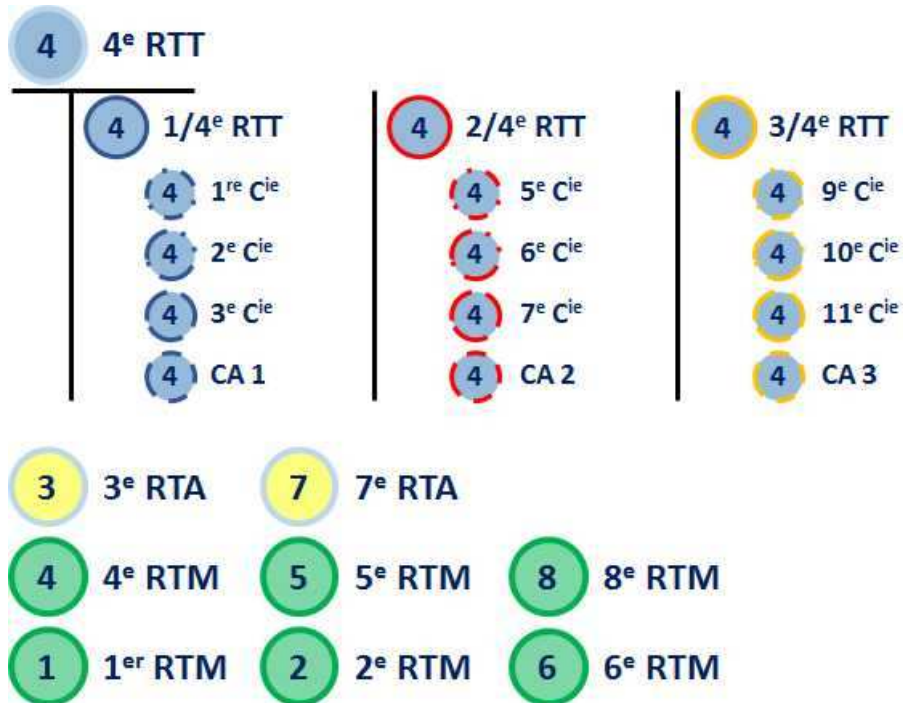 4 4ᵉ RTT
4 1/4ᵉ RTT 4 2/4ᵉ RTT 4 3/4ᵉ RTT
4 1ʳᵉ Cⁱᵉ 4 5ᵉ Cⁱᵉ 4 9ᵉ Cⁱᵉ
4 2ᵉ Cⁱᵉ 4 6ᵉ Cⁱᵉ 4 10ᵉ Cⁱᵉ
4 3ᵉ Cⁱᵉ 4 7ᵉ Cⁱᵉ 4 11ᵉ Cⁱᵉ
4 CA 1 4 CA 2 4 CA 3
3 3ᵉ RTA 7 7ᵉ RTA
4 4ᵉ RTM 5 5ᵉ RTM 8 8ᵉ RTM
1 1ᵉʳ RTM 2 2ᵉ RTM 6 6ᵉ RTM